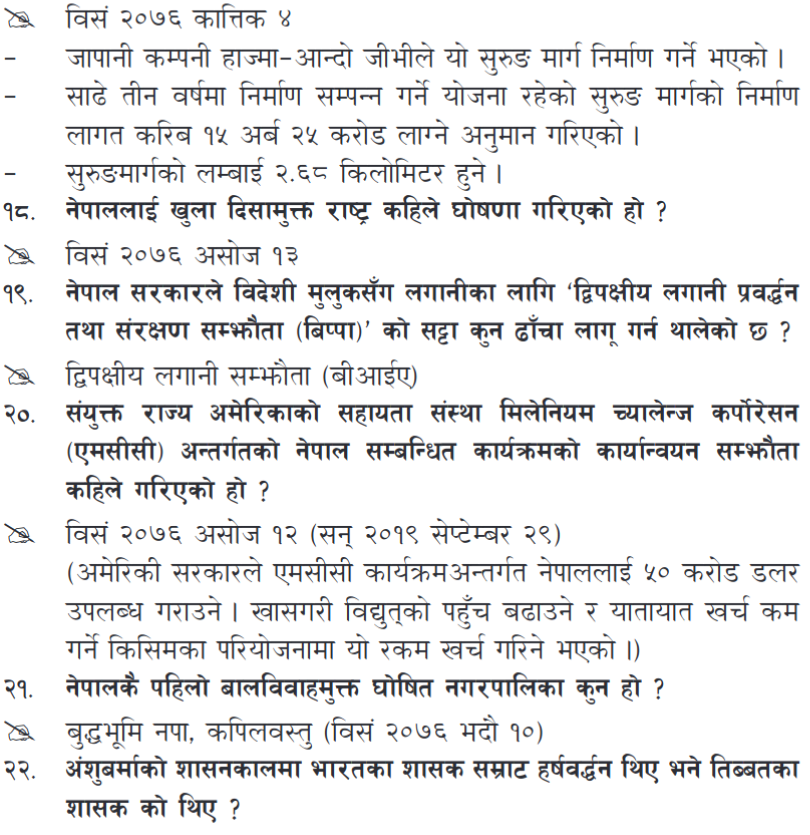 विसं २०७६ कात्तिक ४
- जापानी कम्पनी हाज्मा-आन्दो जीभीले यो सुरुङ मार्ग निर्माण गर्ने भएको ।
- साढे तीन वर्षमा निर्माण सम्पन्न गर्ने योजना रहेको सुरुङ मार्गको निर्माण
लागत करिब १५ अर्ब २५ करोड लाग्ने अनुमान गरिएको ।
- सुरुङमार्गको लम्बाई २.६८ किलोमिटर हुने ।
१८. नेपाललाई खुला दिसामुक्त राष्ट्र कहिले घोषणा गरिएको हो ?
विसं २०७६ असोज १३
१९. नेपाल सरकारले विदेशी मुलुकसँग लगानीका लागि ‘द्विपक्षीय लगानी प्रवर्द्धन
तथा संरक्षण सम्झौता (बिप्पा)’ को सट्टा कुन ढाँचा लागू गर्न थालेको छ ?
द्विपक्षीय लगानी सम्झौता (बीआईए)
२०. संयुक्त राज्य अमेरिकाको सहायता संस्था मिलेनियम च्यालेन्ज कर्पोरेसन
(एमसीसी) अन्तर्गतको नेपाल सम्बन्धित कार्यक्रमको कार्यान्वयन सम्झौता
कहिले गरिएको हो ?
विसं २०७६ असोज १२ (सन् २०१९ सेप्टेम्बर २९)
(अमेरिकी सरकारले एमसीसी कार्यक्रमअन्तर्गत नेपाललाई ५० करोड डलर
उपलब्ध गराउने । खासगरी विद्युत्को पहुँच बढाउने र यातायात खर्च कम
गर्ने किसिमका परियोजनामा यो रकम खर्च गरिने भएको ।)
२१. नेपालकै पहिलो बालविवाहमुक्त घोषित नगरपालिका कुन हो ?
बुद्धभूमि नपा, कपिलवस्तु (विसं २०७६ भदौ १०)
२२. अंशुबर्माको शासनकालमा भारतका शासक सम्राट हर्षवर्द्धन थिए भने तिब्बतका
शासक को थिए ?